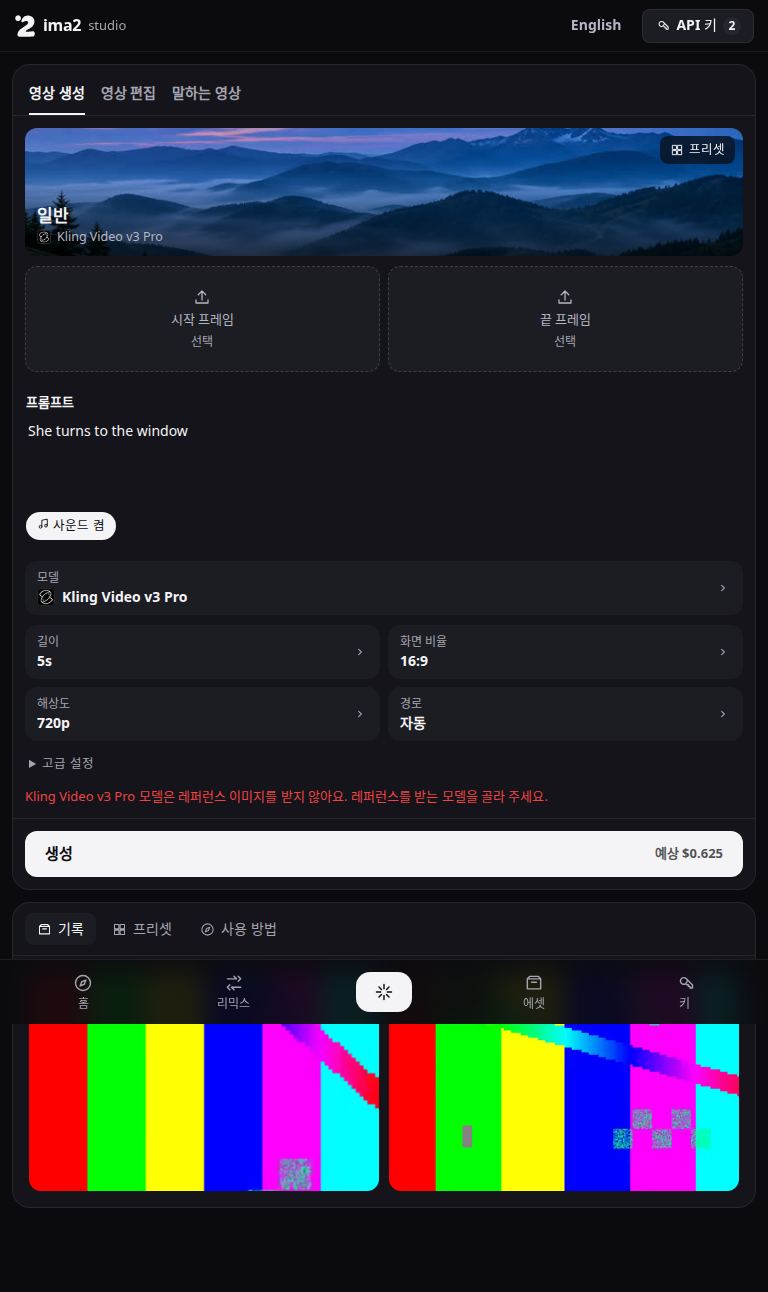 ima2 studio
English
API 키 2
영상 생성
영상 편집
말하는 영상
프리셋
일반
Kling Video v3 Pro
시작 프레임
선택
끝 프레임
선택
프롬프트
She turns to the window
사운드 켬
모델
Kling Video v3 Pro
길이
5s
화면 비율
16:9
해상도
720p
경로
자동
고급 설정
Kling Video v3 Pro 모델은 레퍼런스 이미지를 받지 않아요. 레퍼런스를 받는 모델을 골라 주세요.
생성
예상 $0.625
기록
프리셋
사용 방법
홈
리믹스
에셋
키